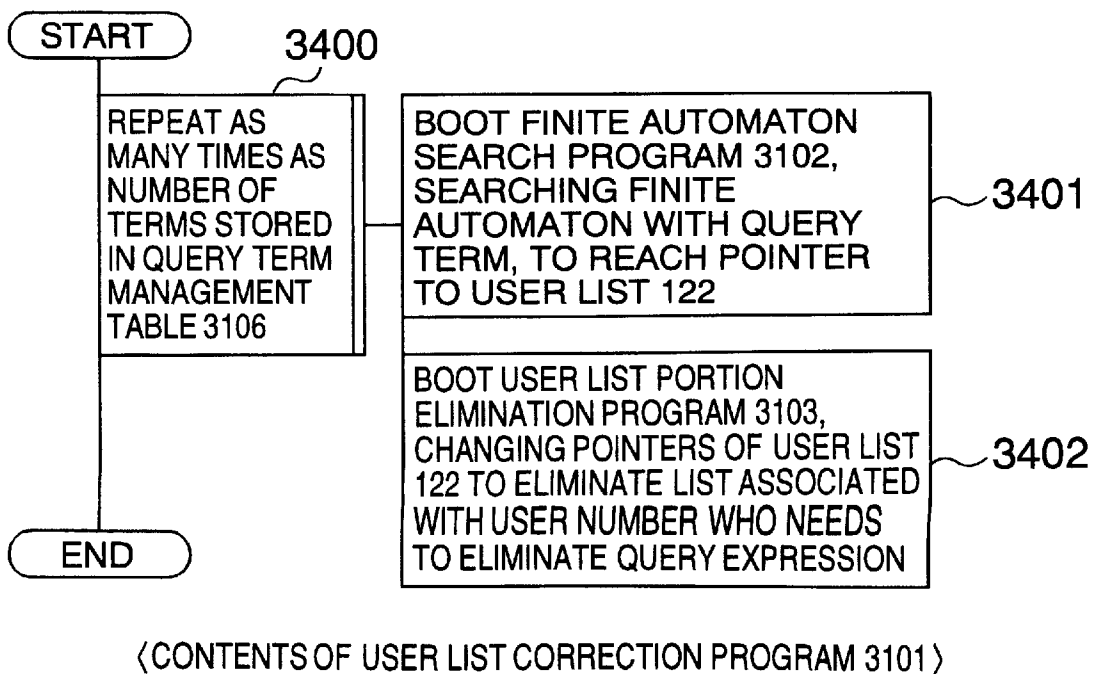 START
3400
REPEAT AS
MANY TIMES AS
NUMBER OF
TERMS STORED
IN QUERY TERM
MANAGEMENT
TABLE 3106
BOOT FINITE AUTOMATON
SEARCH PROGRAM 3102,
SEARCHING FINITE
AUTOMATON WITH QUERY
TERM, TO REACH POINTER
TO USER LIST 122
3401
BOOT USER LIST PORTION
ELIMINATION PROGRAM 3103,
CHANGING POINTERS OF USER LIST
122 TO ELIMINATE LIST ASSOCIATED
WITH USER NUMBER WHO NEEDS
TO ELIMINATE QUERY EXPRESSION
3402
END
〈CONTENTS OF USER LIST CORRECTION PROGRAM 3101〉